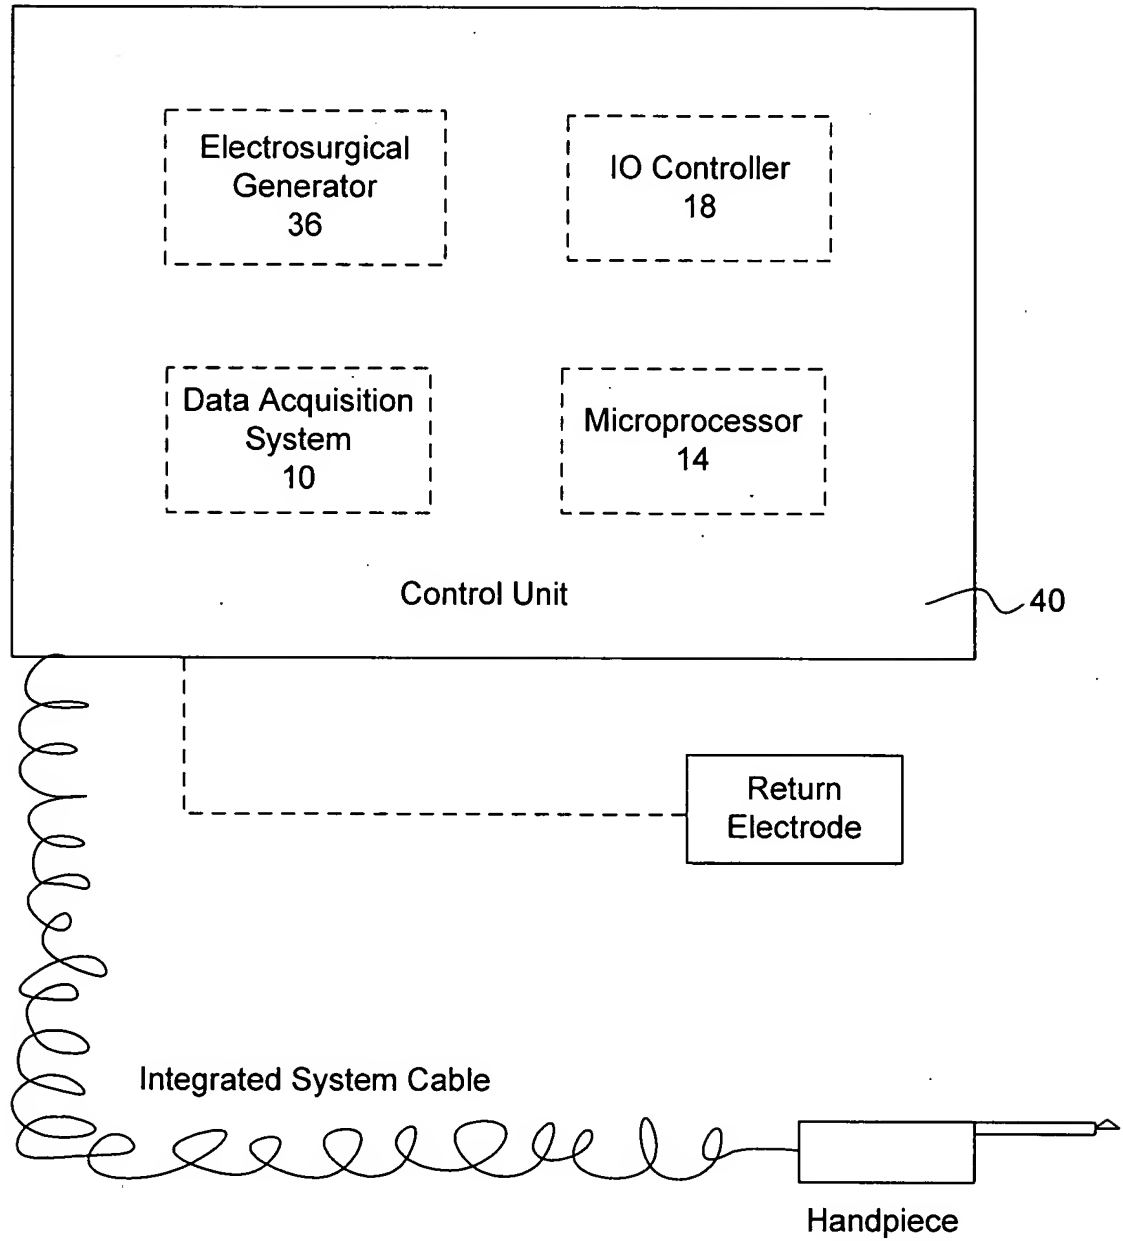 Electrosurgical
Generator
36
IO Controller
18
Data Acquisition
System
10
Microprocessor
14
Control Unit
40
Return
Electrode
Integrated System Cable
Handpiece